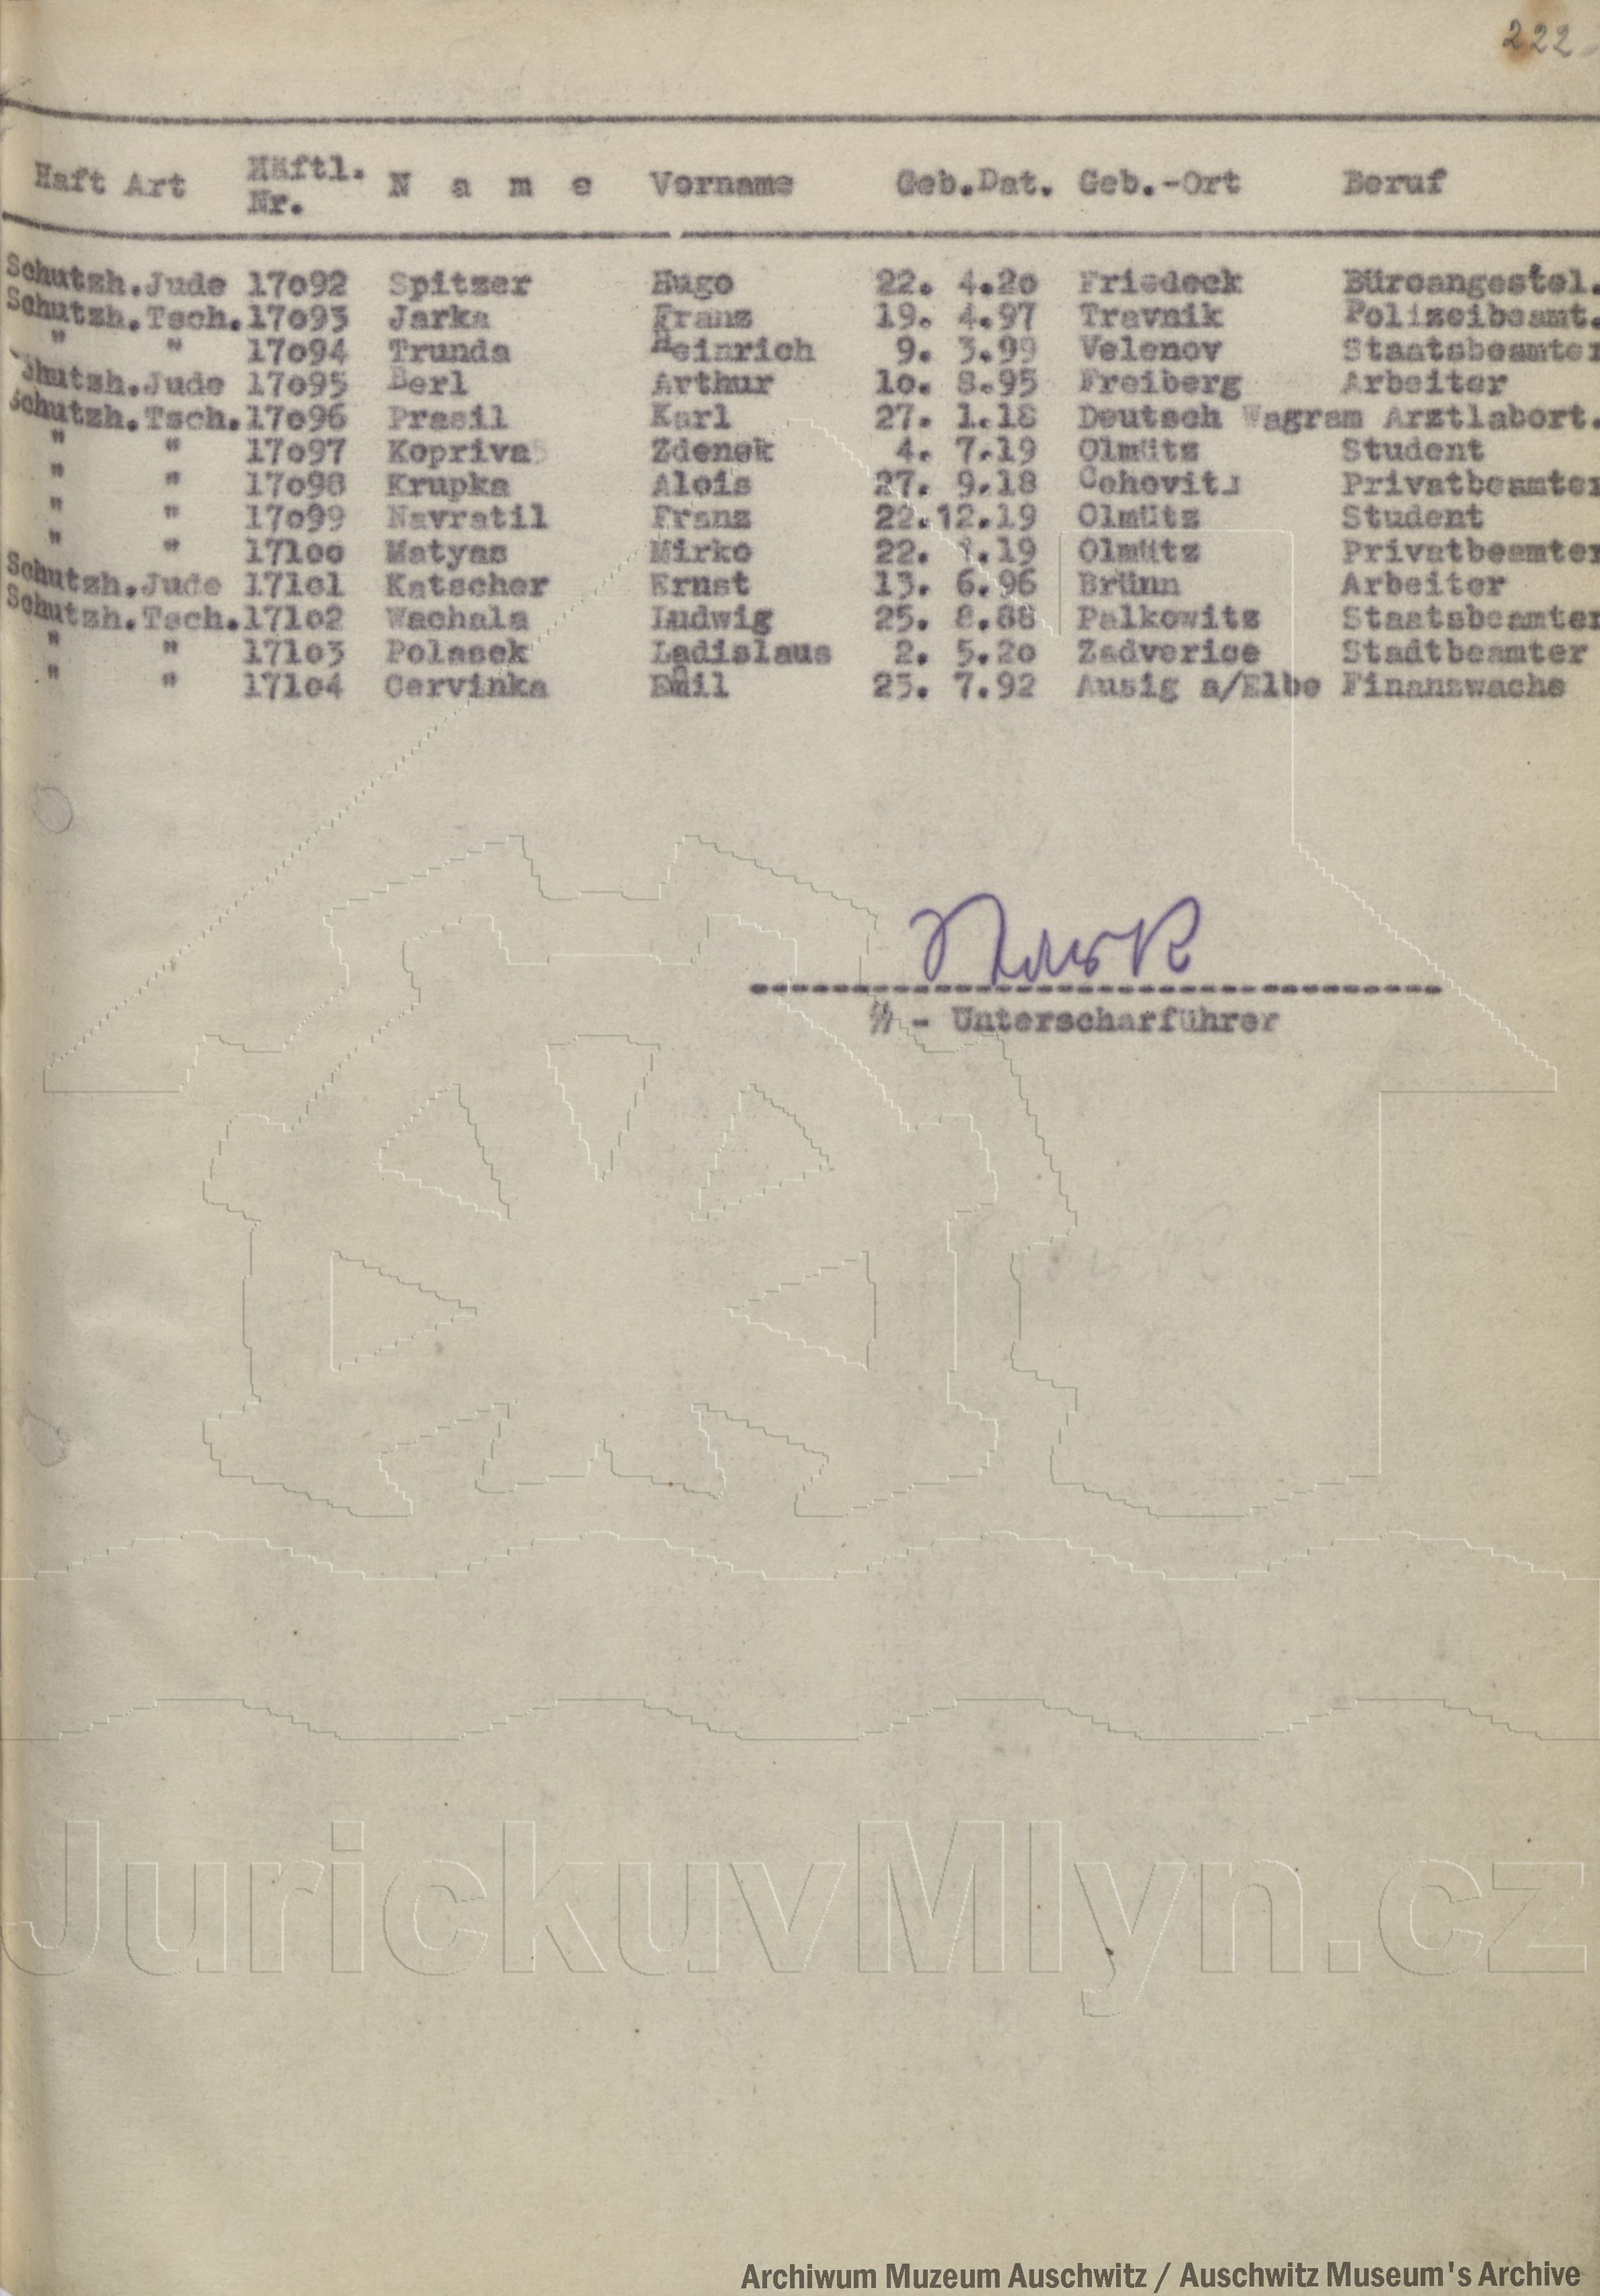 222
Haft Art Häftl. Nr. N a m e Vorname Geb.Dat. Geb.-Ort Beruf
Schutzh.Jude 17o92 Spitzer Hugo 22. 4.2o Friedeck Büroangestel.
Schutzh.Tsch.17o93 Jarka Franz 19. 4.97 Travnik Polizeibeamt.
" " 17o94 Trunda Heinrich 9. 3.99 Velenov Staatsbeamter
Schutzh.Jude 17o95 Berl Arthur 1o. 8.95 Freiberg Arbeiter
Schutzh.Tsch.17o96 Prasil Karl 27. 1.18 Deutsch Wagram Arztlabort.
" " 17o97 Kopriva Zdenek 4. 7.19 Olmütz Student
" " 17o98 Krupka Alois 27. 9.18 Cehovitz Privatbeamter
" " 17o99 Navratil Franz 22.12.19 Olmütz Student
" " 171oo Matyas Mirko 22. 1.19 Olmütz Privatbeamter
Schutzh.Jude 171o1 Katscher Ernst 13. 6.96 Brünn Arbeiter
Schutzh.Tsch.171o2 Wachala Ludwig 25. 8.88 Palkowitz Staatsbeamter
" " 171o3 Polasek Ladislaus 2. 5.2o Zadverice Stadtbeamter
" " 171o4 Cervinka Emil 25. 7.92 Ausig a/Elbe Finanzwache
ᛋᛋ - Unterscharführer
JurickuvMlyn.cz
Archiwum Muzeum Auschwitz / Auschwitz Museum's Archive